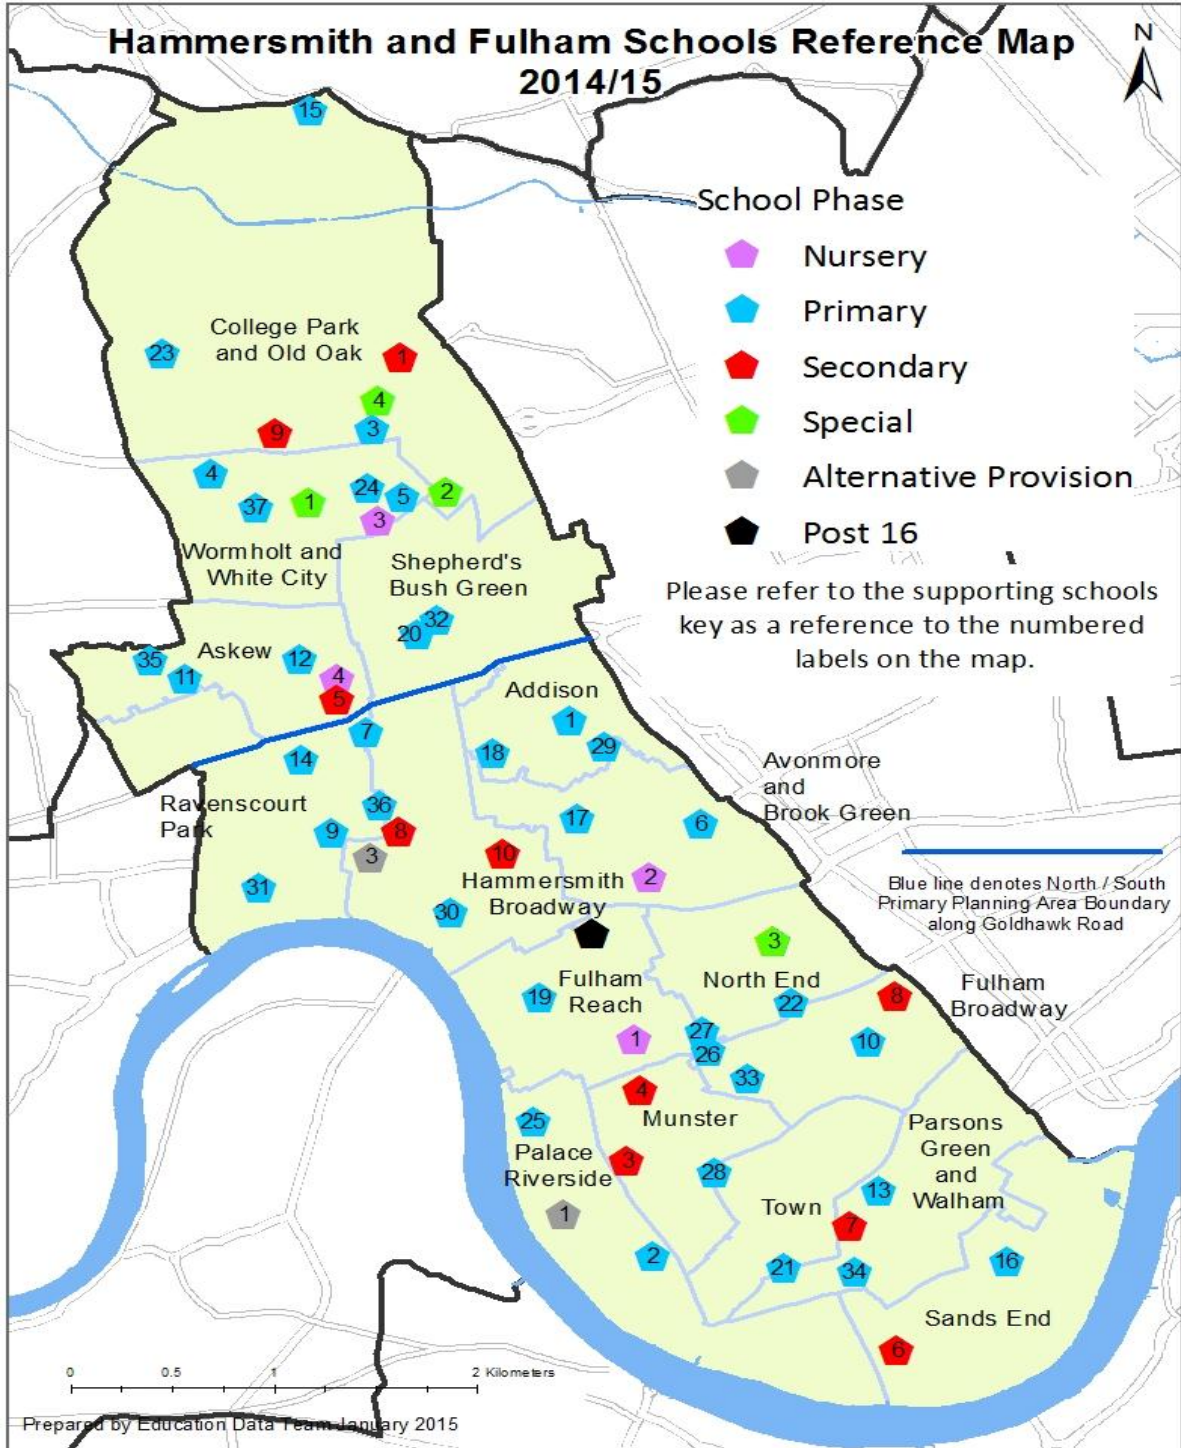 Hammersmith and Fulham Schools Reference Map
2014/15
N
15
School Phase
Nursery
Primary
Secondary
Special
Alternative Provision
Post 16
Please refer to the supporting schools
key as a reference to the numbered
labels on the map.
College Park
and Old Oak
23
1
4
3
9
4
37
1
24
5
2
3
Wormholt and
White City
Shepherd's
Bush Green
32
20
Askew
35
11
12
4
5
Addison
1
7
18
29
14
Avonmore
and
Brook Green
Ravenscourt
Park
36
9
8
3
17
6
10
2
Hammersmith
Broadway
31
30
Blue line denotes North / South
Primary Planning Area Boundary
along Goldhawk Road
3
Fulham
Reach
19
North End
22
8
Fulham
Broadway
1
27
26
10
33
4
Munster
25
Palace
Riverside
3
28
Parsons
Green
and
Walham
13
Town
7
1
2
21
34
16
Sands End
6
0 0.5 1 2 Kilometers
Prepared by Education Data Team January 2015